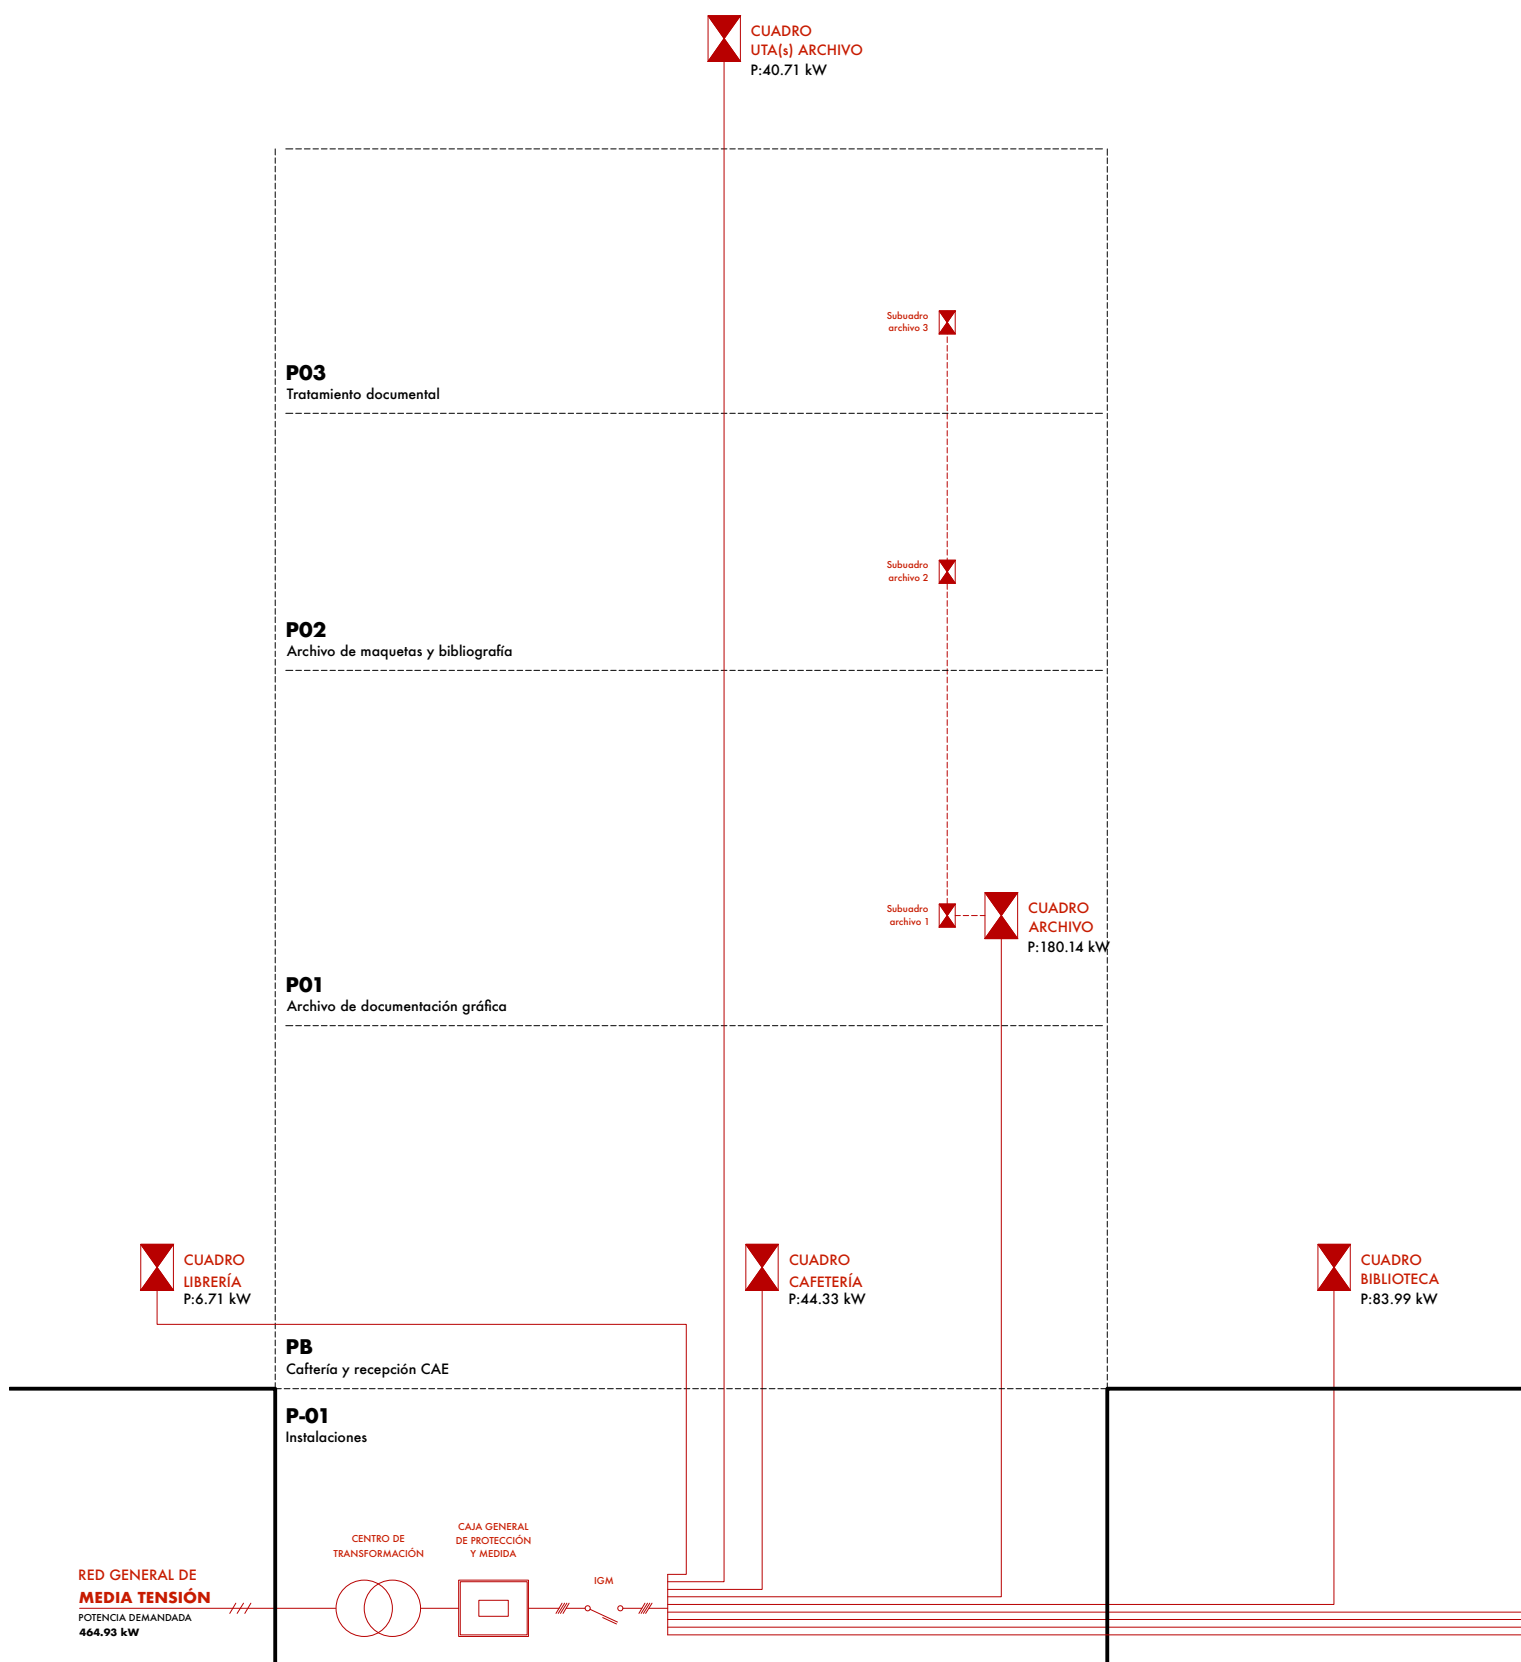 CUADRO
UTA(s) ARCHIVO
P:40.71 kW
Subuadro
archivo 3
P03
Tratamiento documental
Subuadro
archivo 2
P02
Archivo de maquetas y bibliografía
Subuadro
archivo 1
CUADRO
ARCHIVO
P:180.14 kW
P01
Archivo de documentación gráfica
CUADRO
LIBRERÍA
P:6.71 kW
CUADRO
CAFETERÍA
P:44.33 kW
CUADRO
BIBLIOTECA
P:83.99 kW
PB
Caftería y recepción CAE
P-01
Instalaciones
CENTRO DE
TRANSFORMACIÓN
CAJA GENERAL
DE PROTECCIÓN
Y MEDIDA
IGM
RED GENERAL DE
MEDIA TENSIÓN
POTENCIA DEMANDADA
464.93 kW